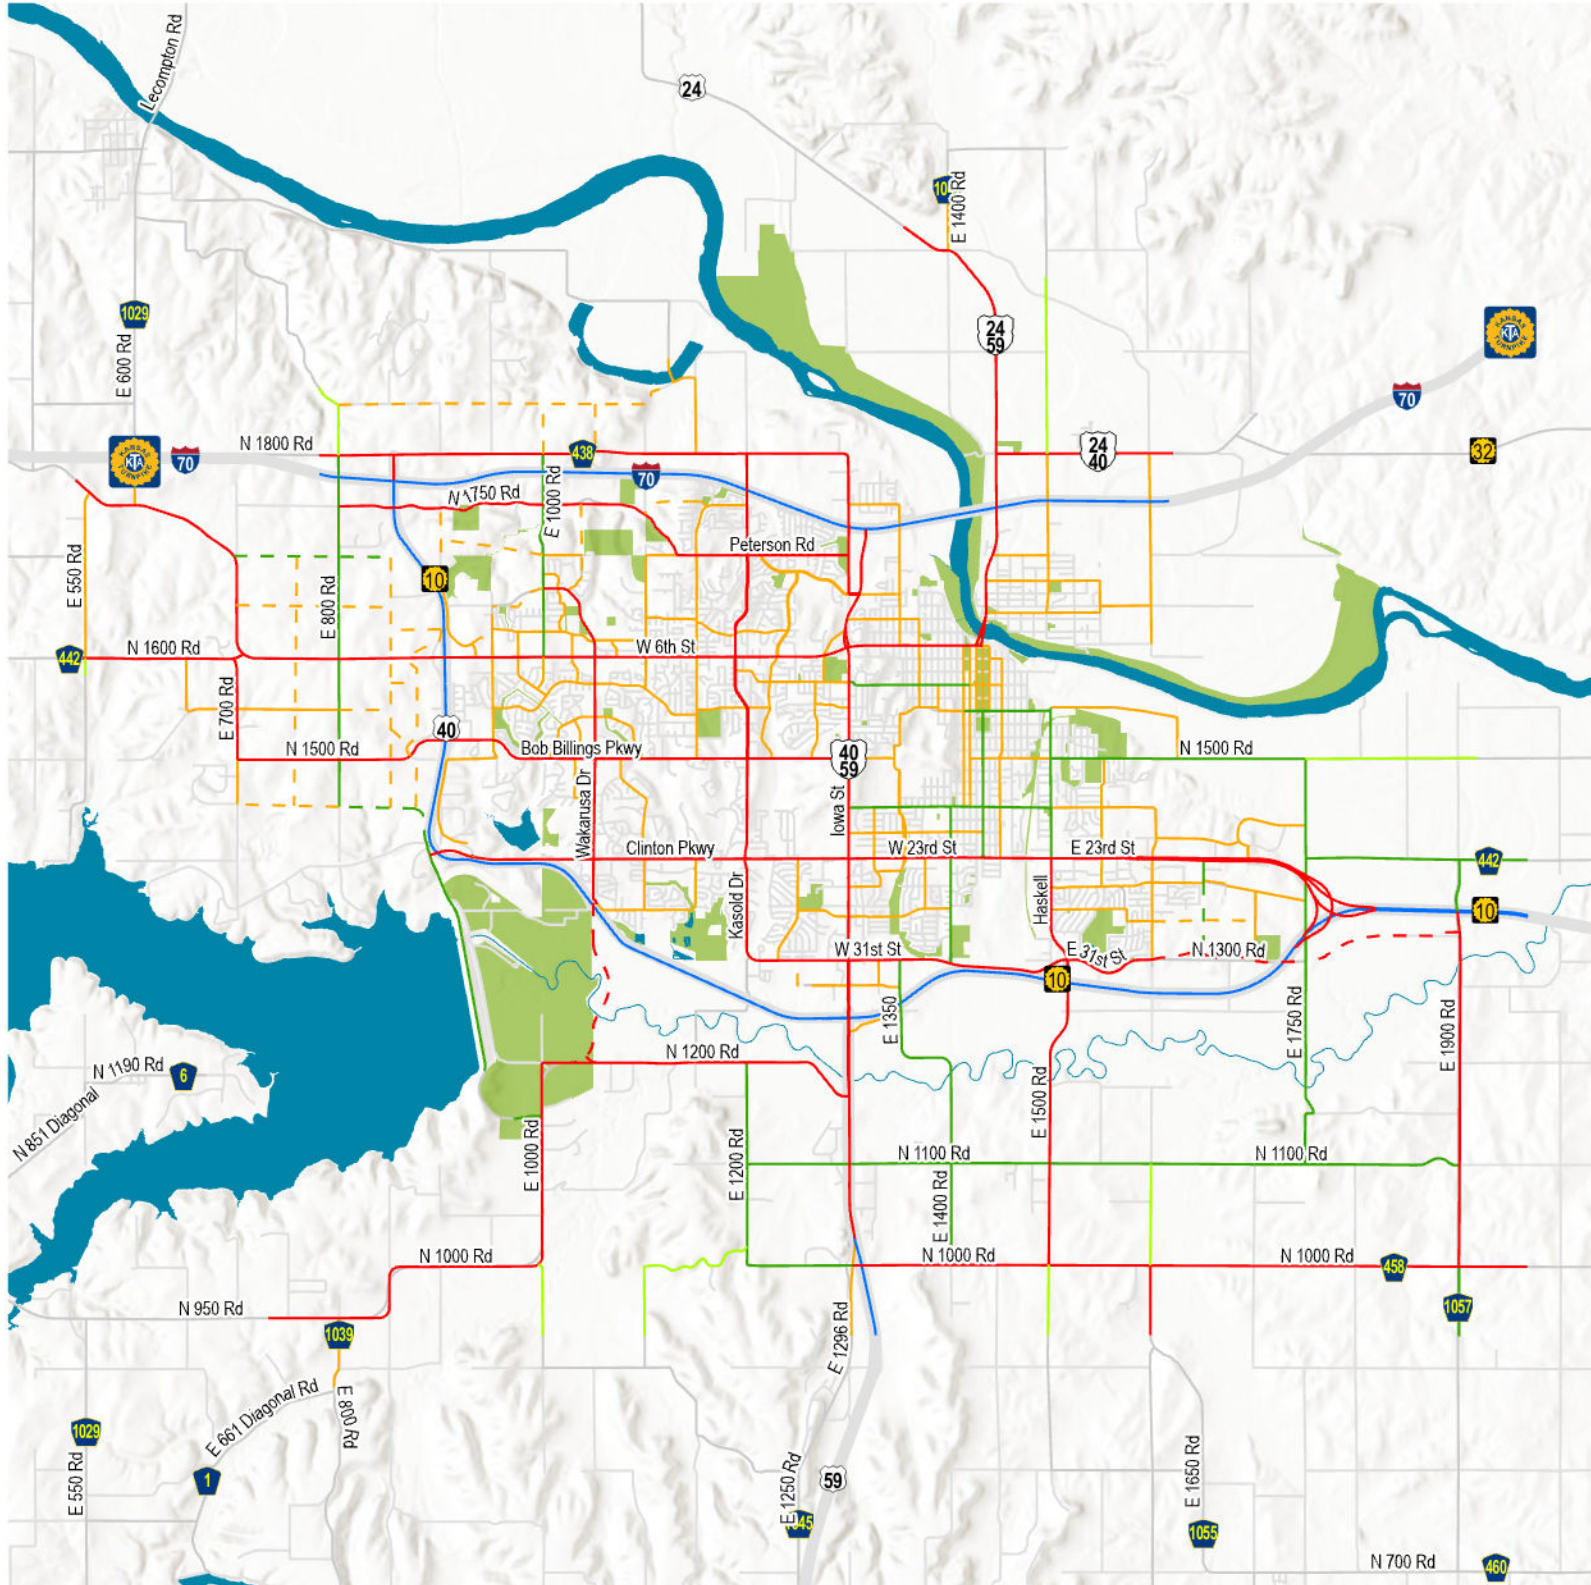 Lecompton Rd
24
E 1400 Rd
1029
E 600 Rd
24
59
KANSAS
KTA
TURNPIKE
70
N 1800 Rd
438
24
40
32
KANSAS
KTA
TURNPIKE
70
70
N 1750 Rd
E 1000 Rd
Peterson Rd
E 550 Rd
10
E 800 Rd
442
N 1600 Rd
W 6th St
E 700 Rd
40
N 1500 Rd
Bob Billings Pkwy
40
59
N 1500 Rd
Wakarusa Dr
Iowa St
Clinton Pkwy
W 23rd St
E 23rd St
442
Kasold Dr
Haskell
10
W 31st St
E 31st St
N 1300 Rd
10
E 1350
E 1750 Rd
E 1900 Rd
N 1190 Rd
6
N 1200 Rd
N 851 Diagonal
E 1500 Rd
E 1000 Rd
E 1200 Rd
N 1100 Rd
N 1100 Rd
E 1400 Rd
N 1000 Rd
N 1000 Rd
N 1000 Rd
458
N 950 Rd
1039
1057
E 1296 Rd
E 661 Diagonal Rd
E 800 Rd
1029
1
E 550 Rd
E 1250 Rd
59
E 1650 Rd
1055
N 700 Rd
460